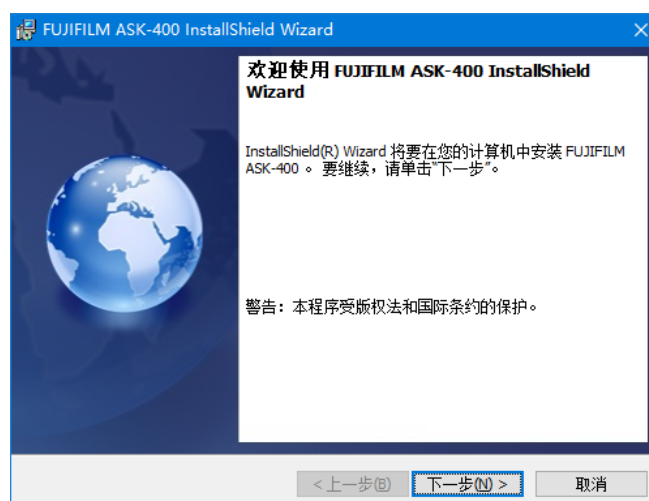 FUJIFILM ASK-400 InstallShield Wizard
欢迎使用 FUJIFILM ASK-400 InstallShield
Wizard
InstallShield(R) Wizard 将要在您的计算机中安装 FUJIFILM
ASK-400 。 要继续，请单击“下一步”。
警告：本程序受版权法和国际条约的保护。
<上一步(B) 下一步(N) > 取消